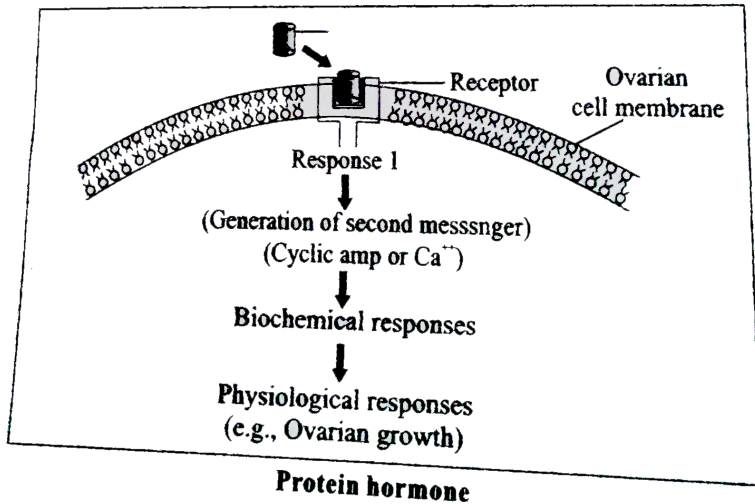 Receptor
Ovarian
cell membrane
Response 1
(Generation of second messsnger)
(Cyclic amp or Ca⁺⁺)
Biochemical responses
Physiological responses
(e.g., Ovarian growth)
Protein hormone